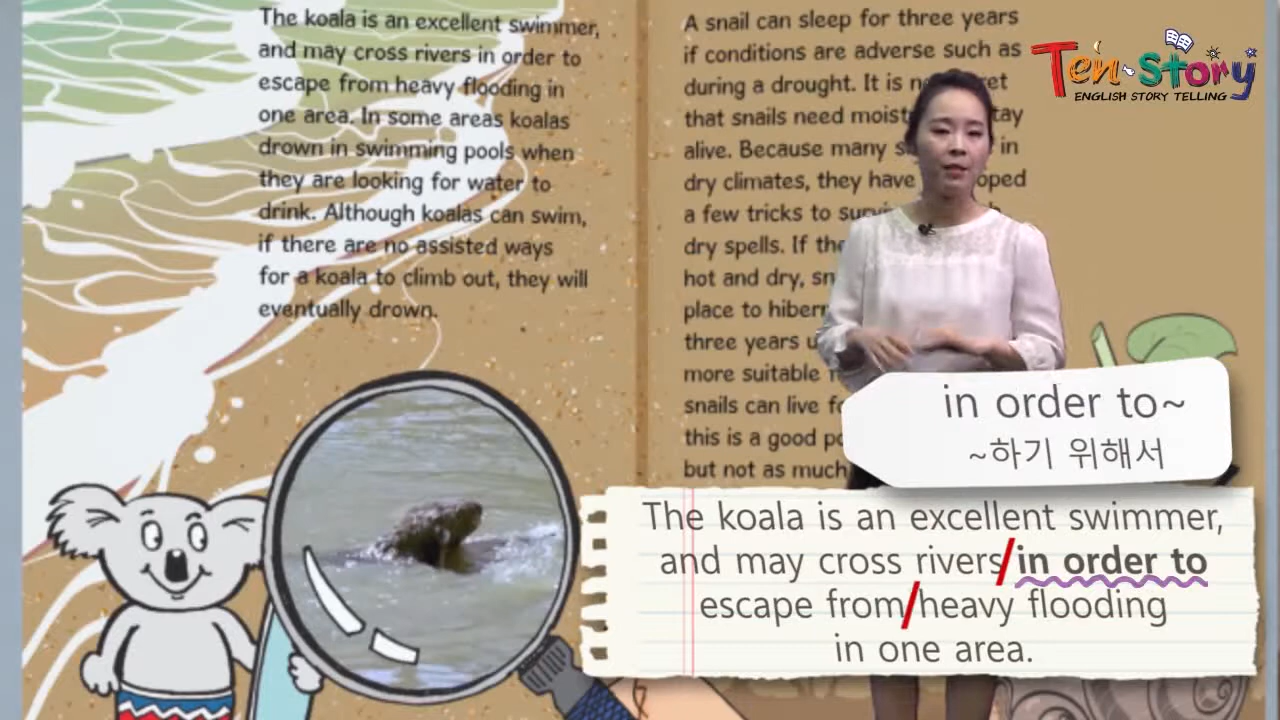 The koala is an excellent swimmer,
and may cross rivers in order to
escape from heavy flooding in
one area. In some areas koalas
drown in swimming pools when
they are looking for water to
drink. Although koalas can swim,
if there are no assisted ways
for a koala to climb out, they will
eventually drown.
A snail can sleep for three years
if conditions are adverse such as
during a drought. It is
that snails need
alive. Because many in
dry climates, they have
a few tricks to
dry spells. If
hot and dry,
place to
three years
more suitable
snails can live
this is a good
but not as much
Ten Story
ENGLISH STORY TELLING
in order to~
~하기 위해서
The koala is an excellent swimmer,
and may cross rivers/in order to
escape from/heavy flooding
in one area.